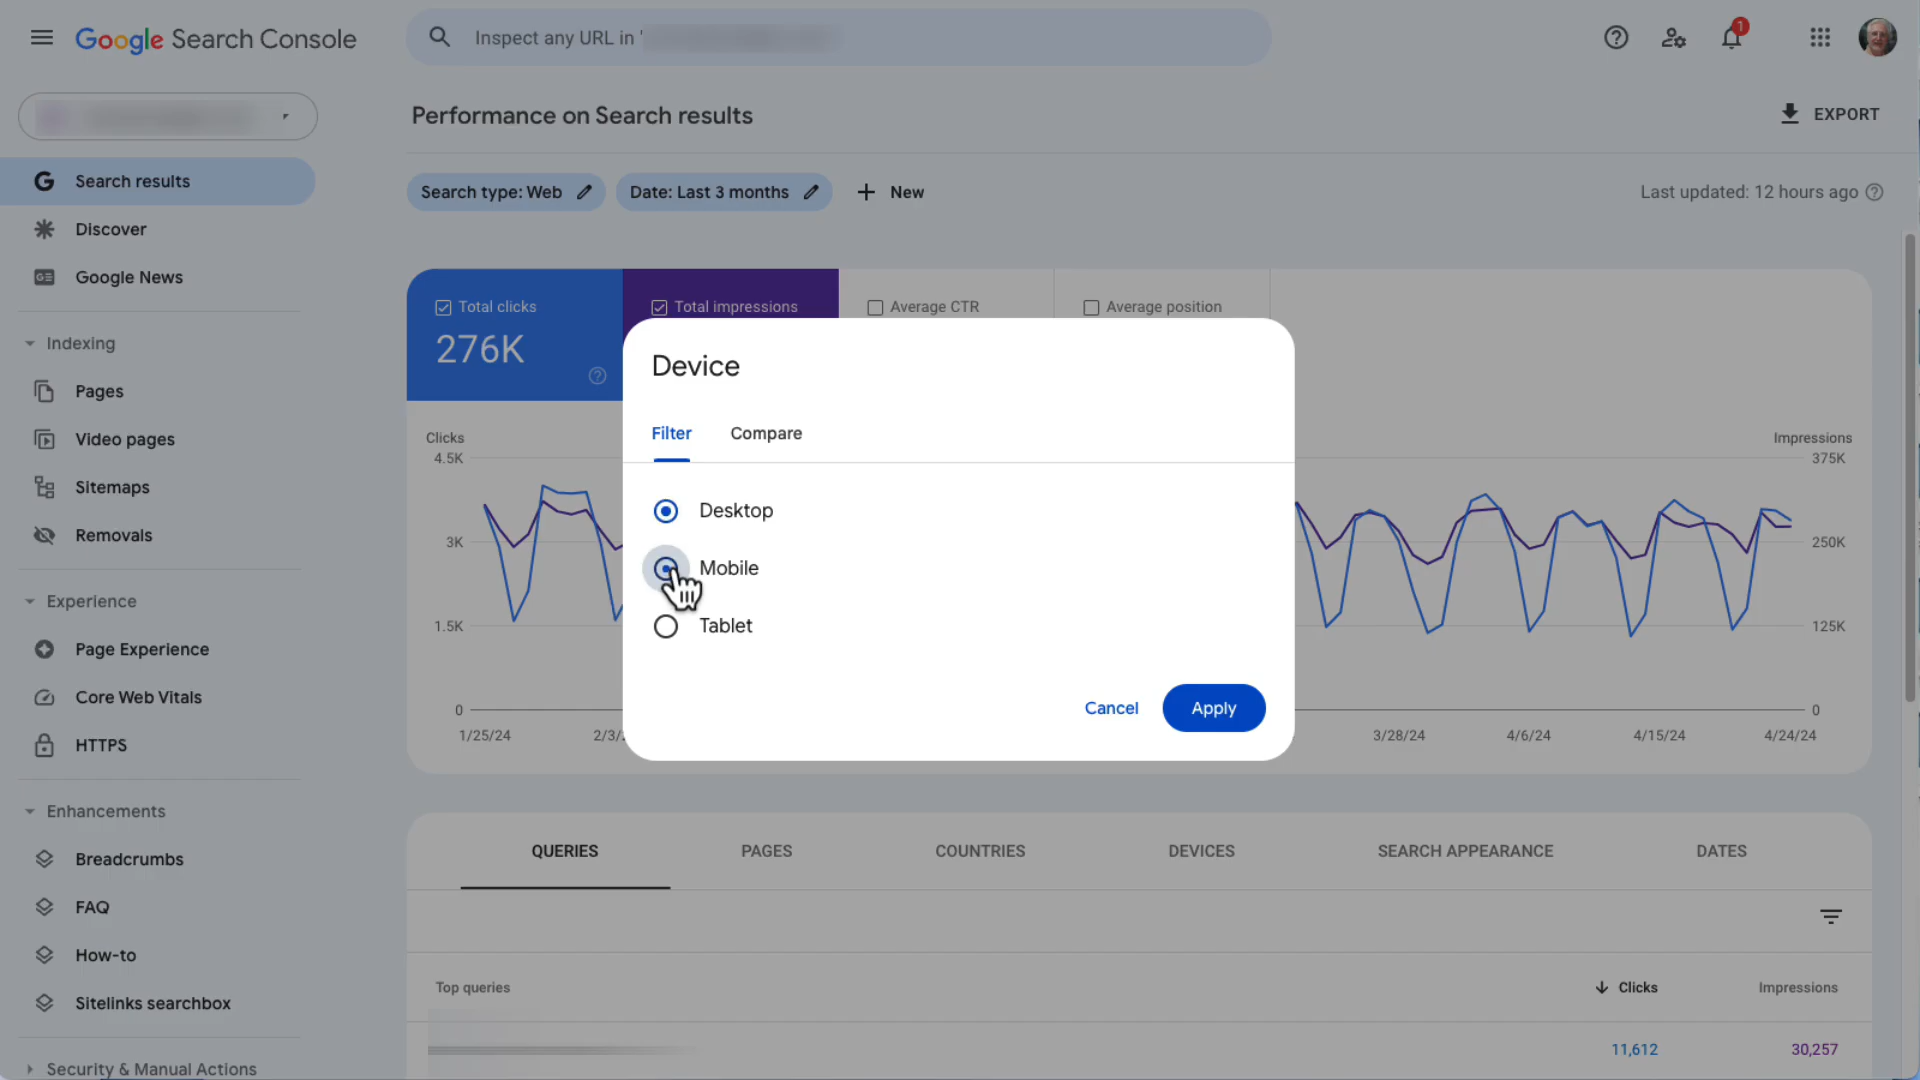 Google Search Console
Inspect any URL in '
1
Performance on Search results
EXPORT
Search results
Search type: Web
Date: Last 3 months
New
Last updated: 12 hours ago
Discover
Google News
Indexing
Pages
Video pages
Sitemaps
Removals
Experience
Page Experience
Core Web Vitals
HTTPS
Enhancements
Breadcrumbs
FAQ
How-to
Sitelinks searchbox
Security & Manual Actions
Total clicks
276K
Total impressions
Average CTR
Average position
Clicks
Impressions
4.5K
375K
3K
250K
1.5K
125K
0
0
1/25/24
2/3/
3/28/24
4/6/24
4/15/24
4/24/24
Device
Filter
Compare
Desktop
Mobile
Tablet
Cancel
Apply
QUERIES
PAGES
COUNTRIES
DEVICES
SEARCH APPEARANCE
DATES
Top queries
Clicks
Impressions
11,612
30,257